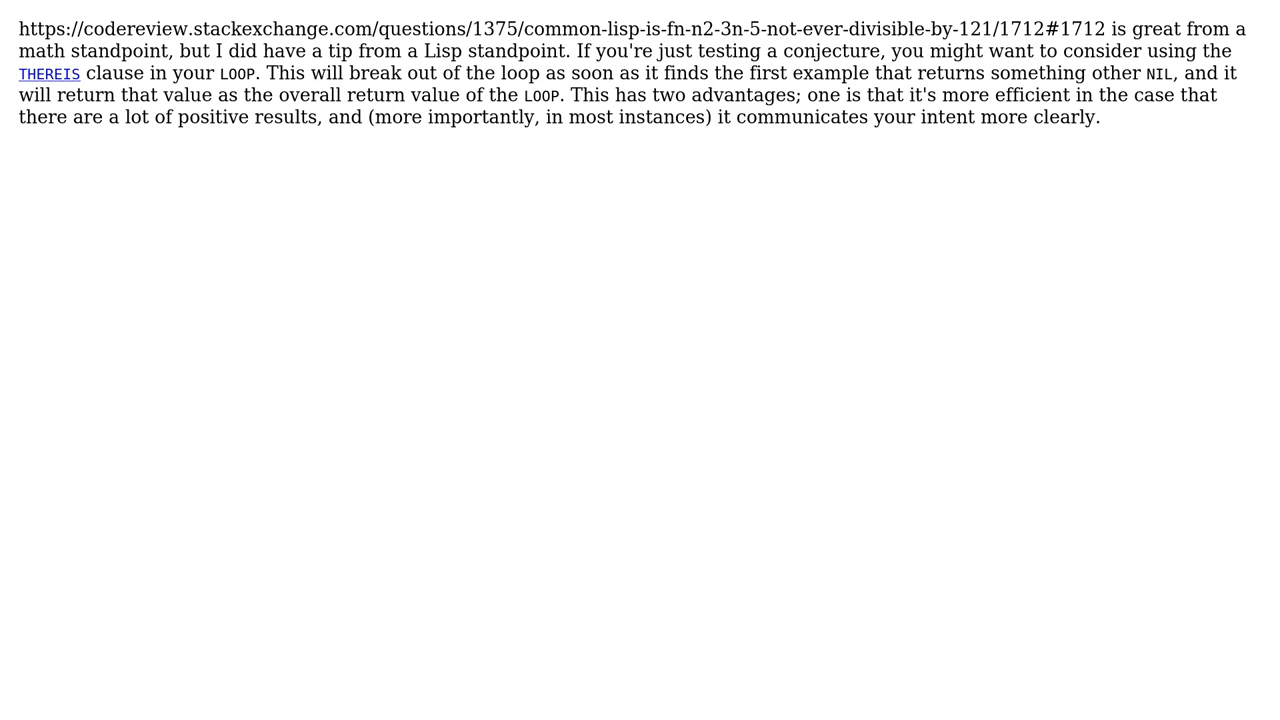 https://codereview.stackexchange.com/questions/1375/common-lisp-is-fn-n2-3n-5-not-ever-divisible-by-121/1712#1712 is great from a
math standpoint, but I did have a tip from a Lisp standpoint. If you're just testing a conjecture, you might want to consider using the
THEREIS clause in your LOOP. This will break out of the loop as soon as it finds the first example that returns something other NIL, and it
will return that value as the overall return value of the LOOP. This has two advantages; one is that it's more efficient in the case that
there are a lot of positive results, and (more importantly, in most instances) it communicates your intent more clearly.